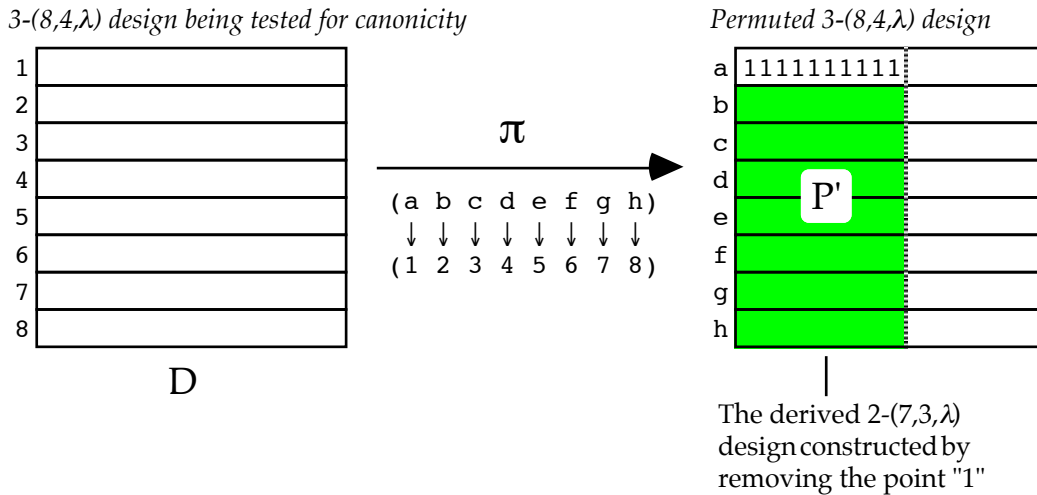 3-(8,4,λ) design being tested for canonicity
1
2
3
4
5
6
7
8
D
π
(a b c d e f g h)
↓ ↓ ↓ ↓ ↓ ↓ ↓ ↓
(1 2 3 4 5 6 7 8)
Permuted 3-(8,4,λ) design
a 1111111111
b
c
d
e
f
g
h
P'
The derived 2-(7,3,λ)
design constructed by
removing the point "1"